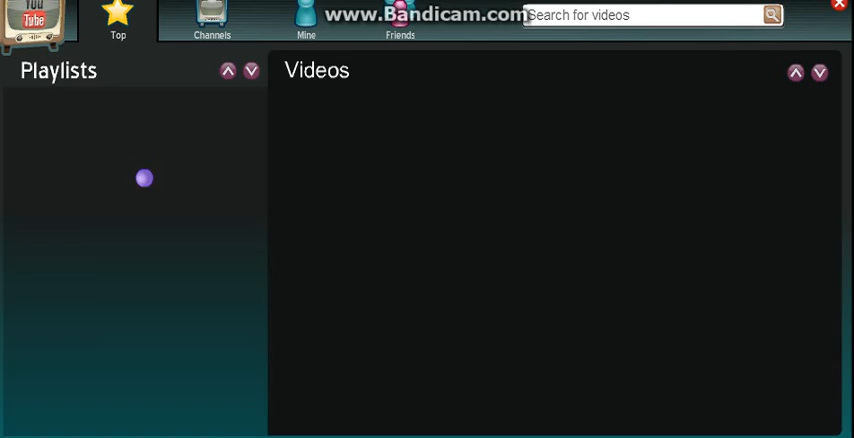 You
Tube
Top
Channels
Mine
Friends
www.Bandicam.com
Search for videos
Playlists
Videos